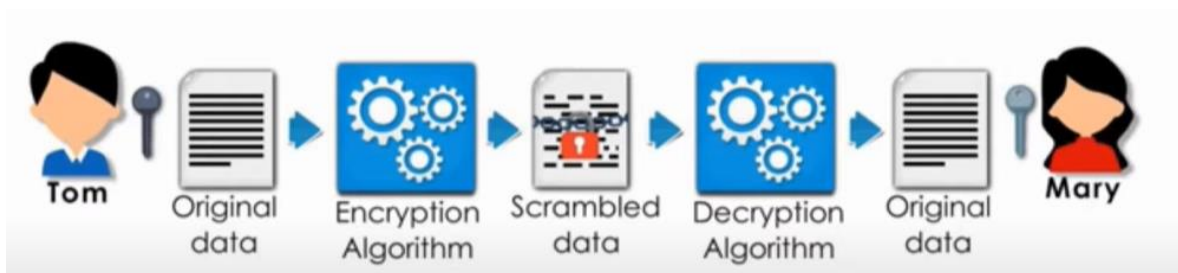 Tom
Original
data
Encryption
Algorithm
Scrambled
data
Decryption
Algorithm
Original
data
Mary